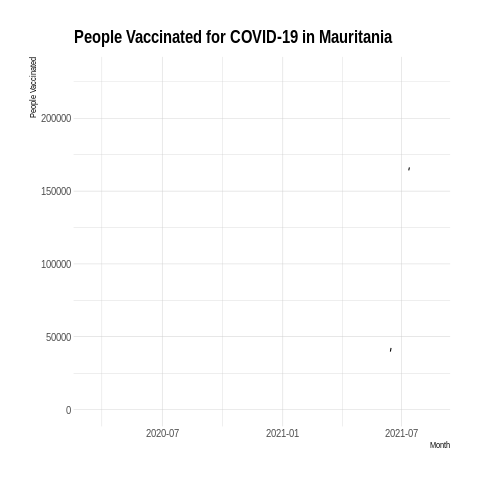 People Vaccinated for COVID-19 in Mauritania
People Vaccinated
200000
150000
100000
50000
0
2020-07
2021-01
2021-07
Month